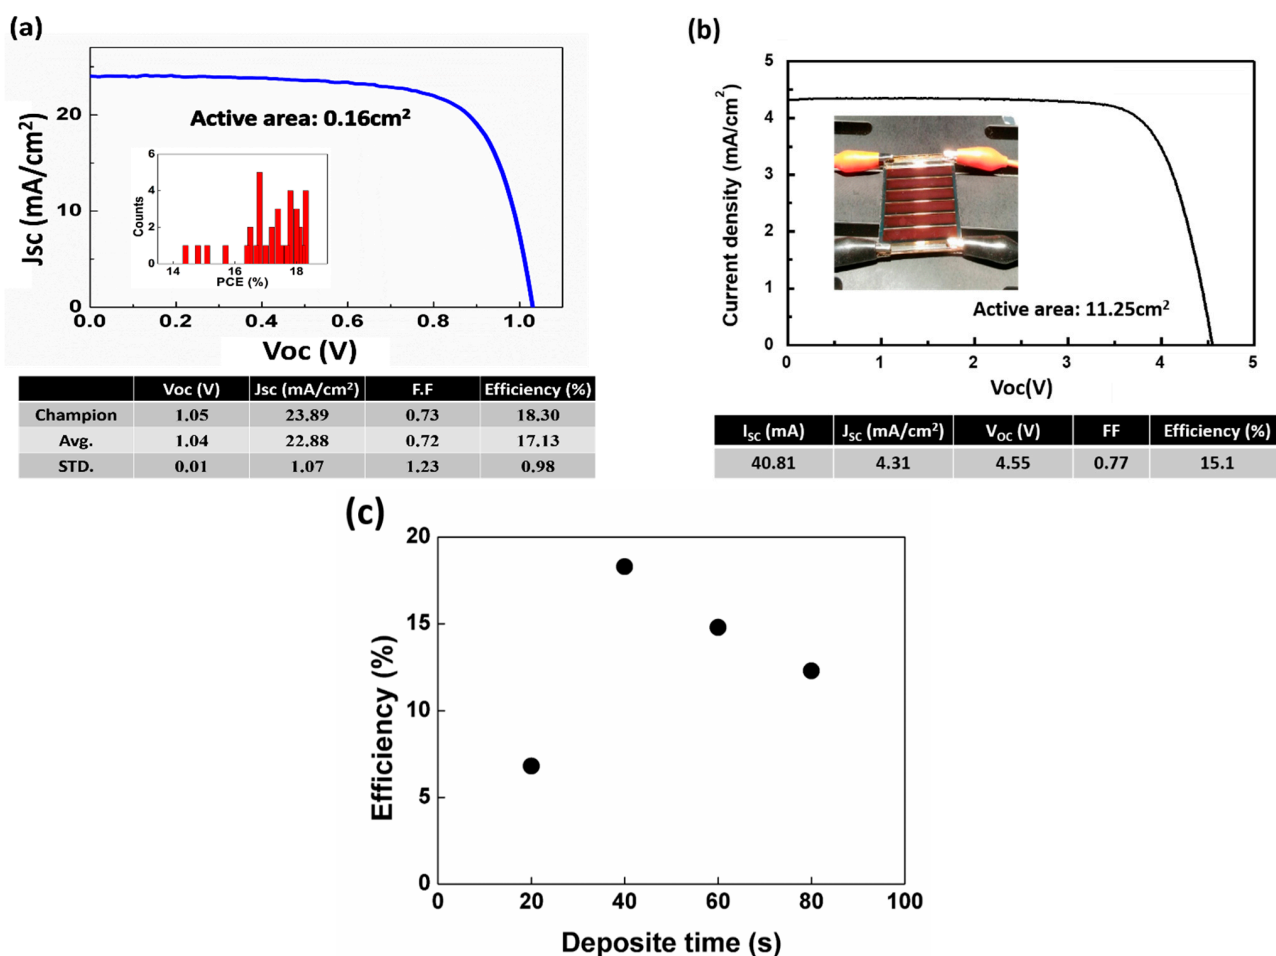 (a)
Jsc (mA/cm²)
20
10
0
Active area: 0.16cm²
Counts
6
4
2
0
14 16 18
PCE (%)
0.0 0.2 0.4 0.6 0.8 1.0
Voc (V)
Voc (V) Jsc (mA/cm²) F.F Efficiency (%)
Champion 1.05 23.89 0.73 18.30
Avg. 1.04 22.88 0.72 17.13
STD. 0.01 1.07 1.23 0.98
(b)
Current density (mA/cm²)
5
4
3
2
1
0
Active area: 11.25cm²
0 1 2 3 4 5
Voc(V)
I_SC (mA) J_SC (mA/cm²) V_OC (V) FF Efficiency (%)
40.81 4.31 4.55 0.77 15.1
(c)
Efficiency (%)
20
15
10
5
0
0 20 40 60 80 100
Deposite time (s)